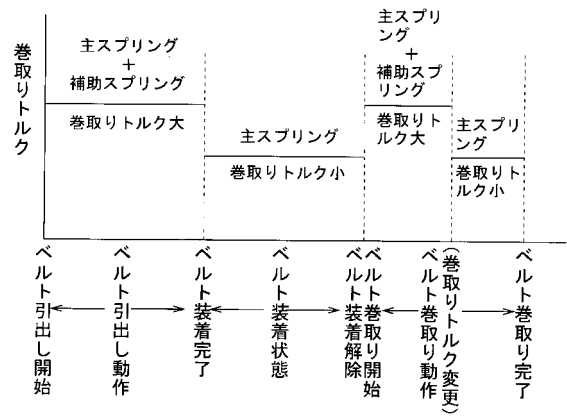 巻取りトルク
主スプリング
+
補助スプリング
巻取りトルク大
主スプリング
巻取りトルク小
主スプリ
ング
+
補助スプ
リング
巻取りト
ルク大
主スプリ
ング
巻取りト
ルク小
ベルト引出し開始
ベルト引出し動作
ベルト装着完了
ベルト装着状態
ベルト装着解除
ベルト巻取り開始
ベルト巻取り動作
(巻取りトルク変更)
ベルト巻取り完了